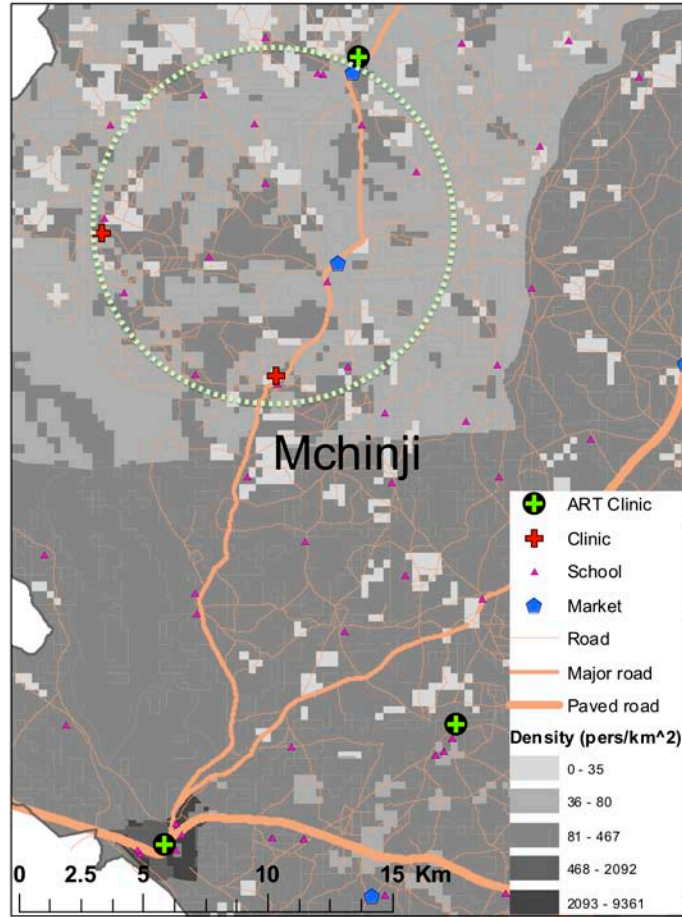 Mchinji
ART Clinic
Clinic
School
Market
Road
Major road
Paved road
Density (pers/km^2)
0 - 35
36 - 80
81 - 467
468 - 2092
2093 - 9361
0 2.5 5 10 15 Km